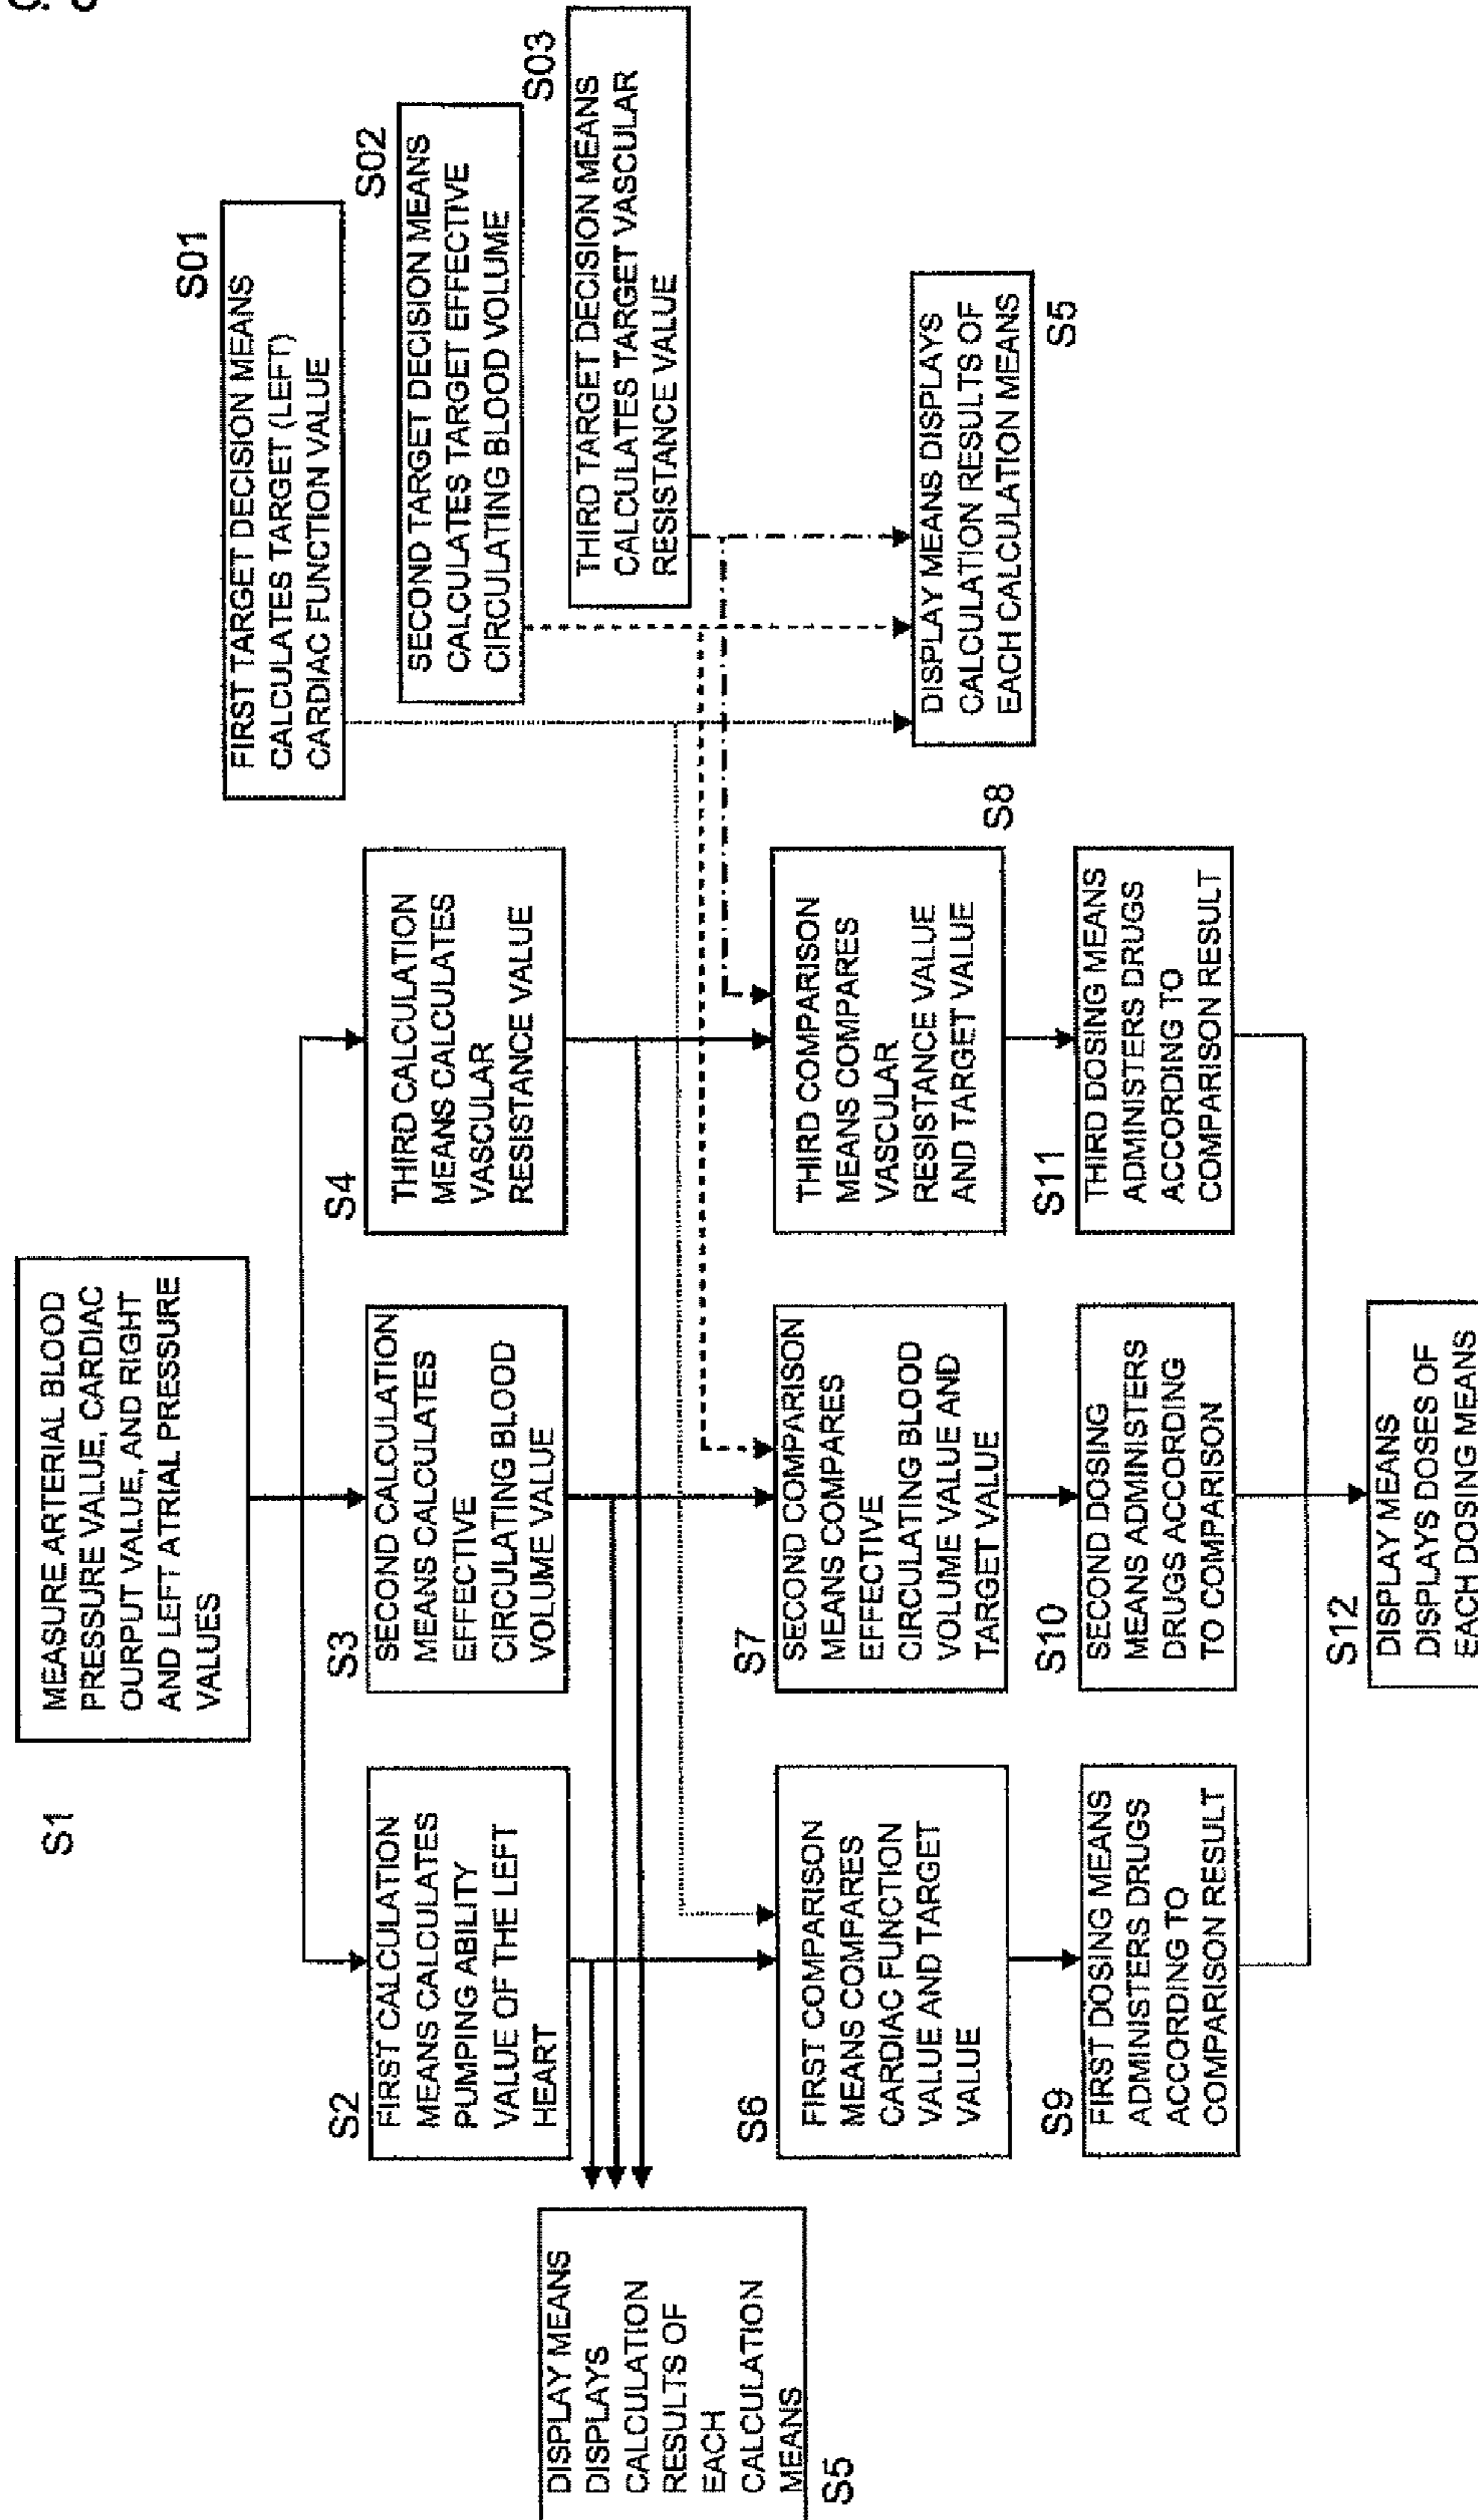 S1
MEASURE ARTERIAL BLOOD
PRESSURE VALUE, CARDIAC
OURPUT VALUE, AND RIGHT
AND LEFT ATRIAL PRESSURE
VALUES
S01
FIRST TARGET DECISION MEANS
CALCULATES TARGET (LEFT)
CARDIAC FUNCTION VALUE
S02
SECOND TARGET DECISION MEANS
CALCULATES TARGET EFFECTIVE
CIRCULATING BLOOD VOLUME
S03
THIRD TARGET DECISION MEANS
CALCULATES TARGET VASCULAR
RESISTANCE VALUE
S2
FIRST CALCULATION
MEANS CALCULATES
PUMPING ABILITY
VALUE OF THE LEFT
HEART
S3
SECOND CALCULATION
MEANS CALCULATES
EFFECTIVE
CIRCULATING BLOOD
VOLUME VALUE
S4
THIRD CALCULATION
MEANS CALCULATES
VASCULAR
RESISTANCE VALUE
DISPLAY MEANS
DISPLAYS
CALCULATION
RESULTS OF
EACH
CALCULATION
MEANS
S5
S6
FIRST COMPARISON
MEANS COMPARES
CARDIAC FUNCTION
VALUE AND TARGET
VALUE
S7
SECOND COMPARISON
MEANS COMPARES
EFFECTIVE
CIRCULATING BLOOD
VOLUME VALUE AND
TARGET VALUE
THIRD COMPARISON
MEANS COMPARES
VASCULAR
RESISTANCE VALUE
AND TARGET VALUE
S8
DISPLAY MEANS DISPLAYS
CALCULATION RESULTS OF
EACH CALCULATION MEANS
S5
S9
FIRST DOSING MEANS
ADMINISTERS DRUGS
ACCORDING TO
COMPARISON RESULT
S10
SECOND DOSING
MEANS ADMINISTERS
DRUGS ACCORDING
TO COMPARISON
S11
THIRD DOSING MEANS
ADMINISTERS DRUGS
ACCORDING TO
COMPARISON RESULT
S12
DISPLAY MEANS
DISPLAYS DOSES OF
EACH DOSING MEANS